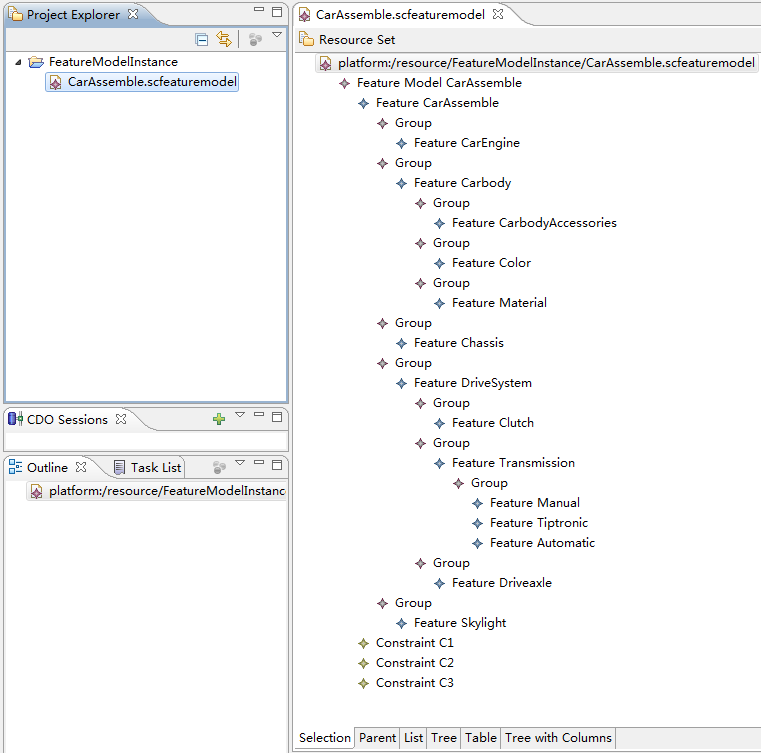 Project Explorer
FeatureModelInstance
CarAssemble.scfeaturemodel
CDO Sessions
Outline
Task List
platform:/resource/FeatureModelInstanc
CarAssemble.scfeaturemodel
Resource Set
platform:/resource/FeatureModelInstance/CarAssemble.scfeaturemodel
Feature Model CarAssemble
Feature CarAssemble
Group
Feature CarEngine
Group
Feature Carbody
Group
Feature CarbodyAccessories
Group
Feature Color
Group
Feature Material
Group
Feature Chassis
Group
Feature DriveSystem
Group
Feature Clutch
Group
Feature Transmission
Group
Feature Manual
Feature Tiptronic
Feature Automatic
Group
Feature Driveaxle
Group
Feature Skylight
Constraint C1
Constraint C2
Constraint C3
Selection Parent List Tree Table Tree with Columns